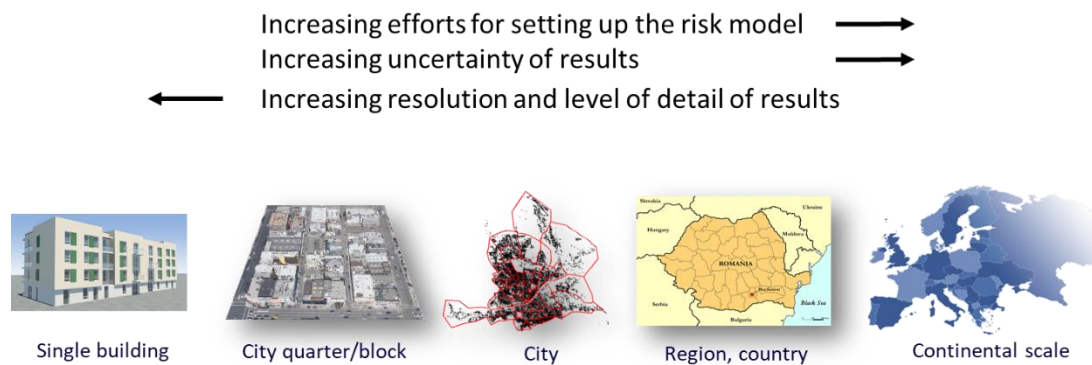 Increasing efforts for setting up the risk model
Increasing uncertainty of results
Increasing resolution and level of detail of results
Slovakia
Ukraine
Hungary
Moldova
ROMANIA
Bucharest
Serbia
Black Sea
Bulgaria
Single building
City quarter/block
City
Region, country
Continental scale